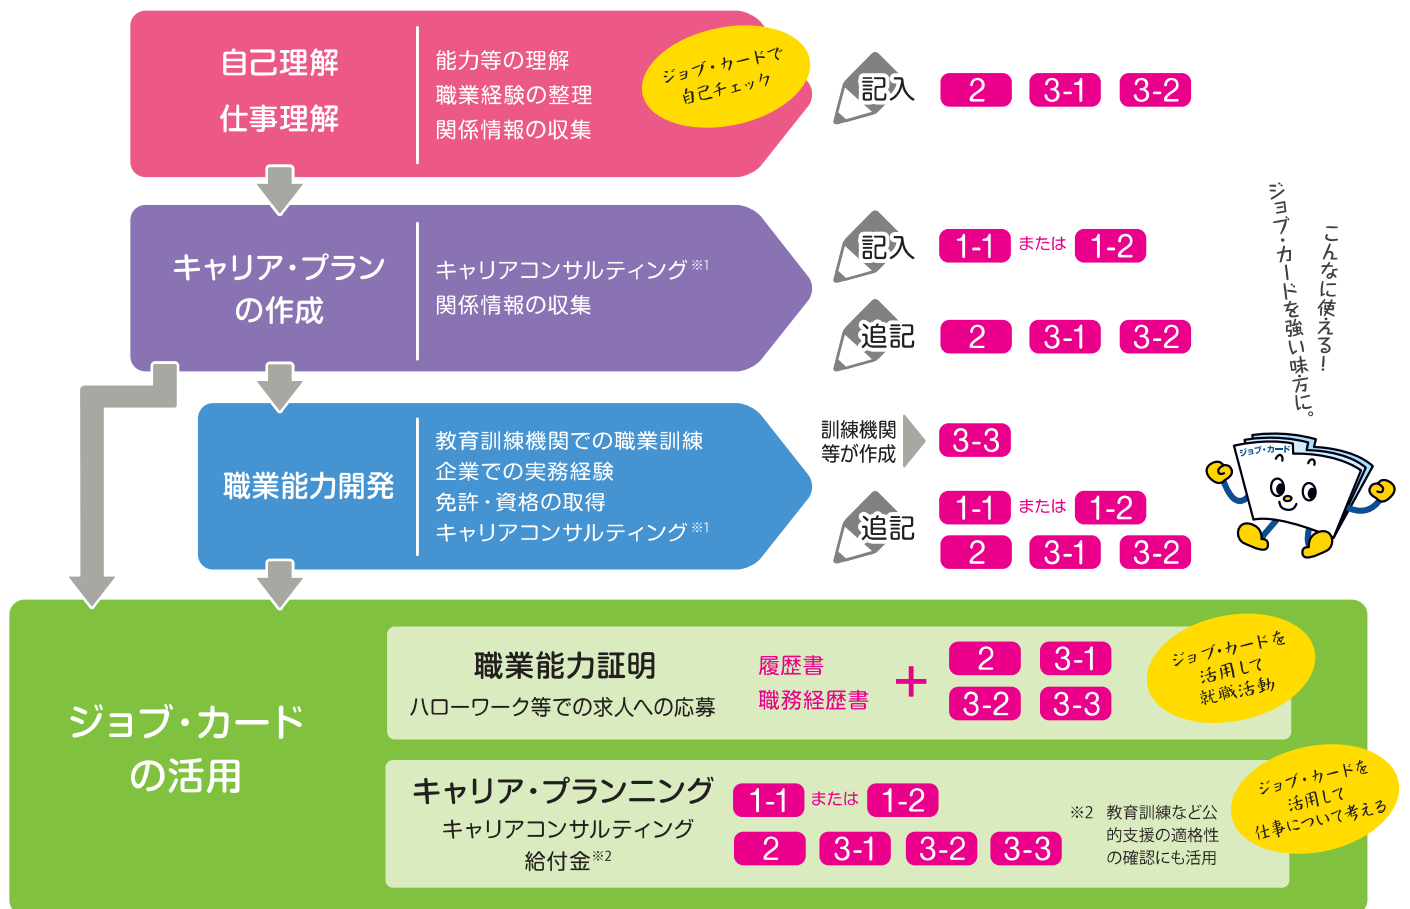 自己理解
仕事理解
能力等の理解
職業経験の整理
関係情報の収集
ジョブ・カードで
自己チェック
記入
2 3-1 3-2
キャリア・プラン
の作成
キャリアコンサルティング※1
関係情報の収集
記入
1-1 または 1-2
追記
2 3-1 3-2
こんなに使える!
ジョブ・カードを強い味方に。
ジョブ・カード
職業能力開発
教育訓練機関での職業訓練
企業での実務経験
免許・資格の取得
キャリアコンサルティング※1
訓練機関
等が作成
3-3
追記
1-1 または 1-2
2 3-1 3-2
ジョブ・カード
の活用
職業能力証明
ハローワーク等での求人への応募
履歴書
職務経歴書
+
2 3-1
3-2 3-3
ジョブ・カードを
活用して
就職活動
キャリア・プランニング
キャリアコンサルティング
給付金※2
1-1 または 1-2
2 3-1 3-2 3-3
※2 教育訓練など公
的支援の適格性
の確認にも活用
ジョブ・カードを
活用して
仕事について考える